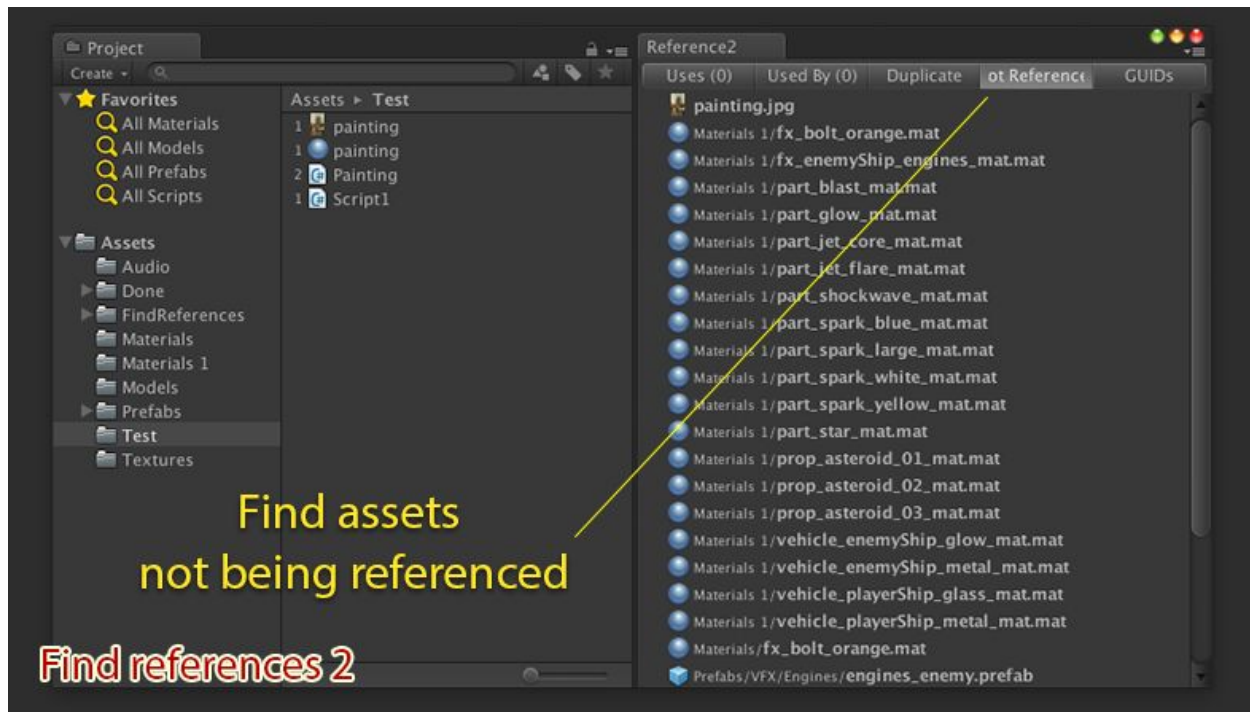 Project
Create
Favorites
All Materials
All Models
All Prefabs
All Scripts
Assets
Audio
Done
FindReferences
Materials
Materials 1
Models
Prefabs
Test
Textures
Assets ▸ Test
1 painting
1 painting
2 Painting
1 Script1
Reference2
Uses (0) Used By (0) Duplicate ot Reference GUIDs
painting.jpg
Materials 1/fx_bolt_orange.mat
Materials 1/fx_enemyShip_engines_mat.mat
Materials 1/part_blast_mat.mat
Materials 1/part_glow_mat.mat
Materials 1/part_jet_core_mat.mat
Materials 1/part_jet_flare_mat.mat
Materials 1/part_shockwave_mat.mat
Materials 1/part_spark_blue_mat.mat
Materials 1/part_spark_large_mat.mat
Materials 1/part_spark_white_mat.mat
Materials 1/part_spark_yellow_mat.mat
Materials 1/part_star_mat.mat
Materials 1/prop_asteroid_01_mat.mat
Materials 1/prop_asteroid_02_mat.mat
Materials 1/prop_asteroid_03_mat.mat
Materials 1/vehicle_enemyShip_glow_mat.mat
Materials 1/vehicle_enemyShip_metal_mat.mat
Materials 1/vehicle_playerShip_glass_mat.mat
Materials 1/vehicle_playerShip_metal_mat.mat
Materials/fx_bolt_orange.mat
Prefabs/VFX/Engines/engines_enemy.prefab
Find assets
not being referenced
Find references 2